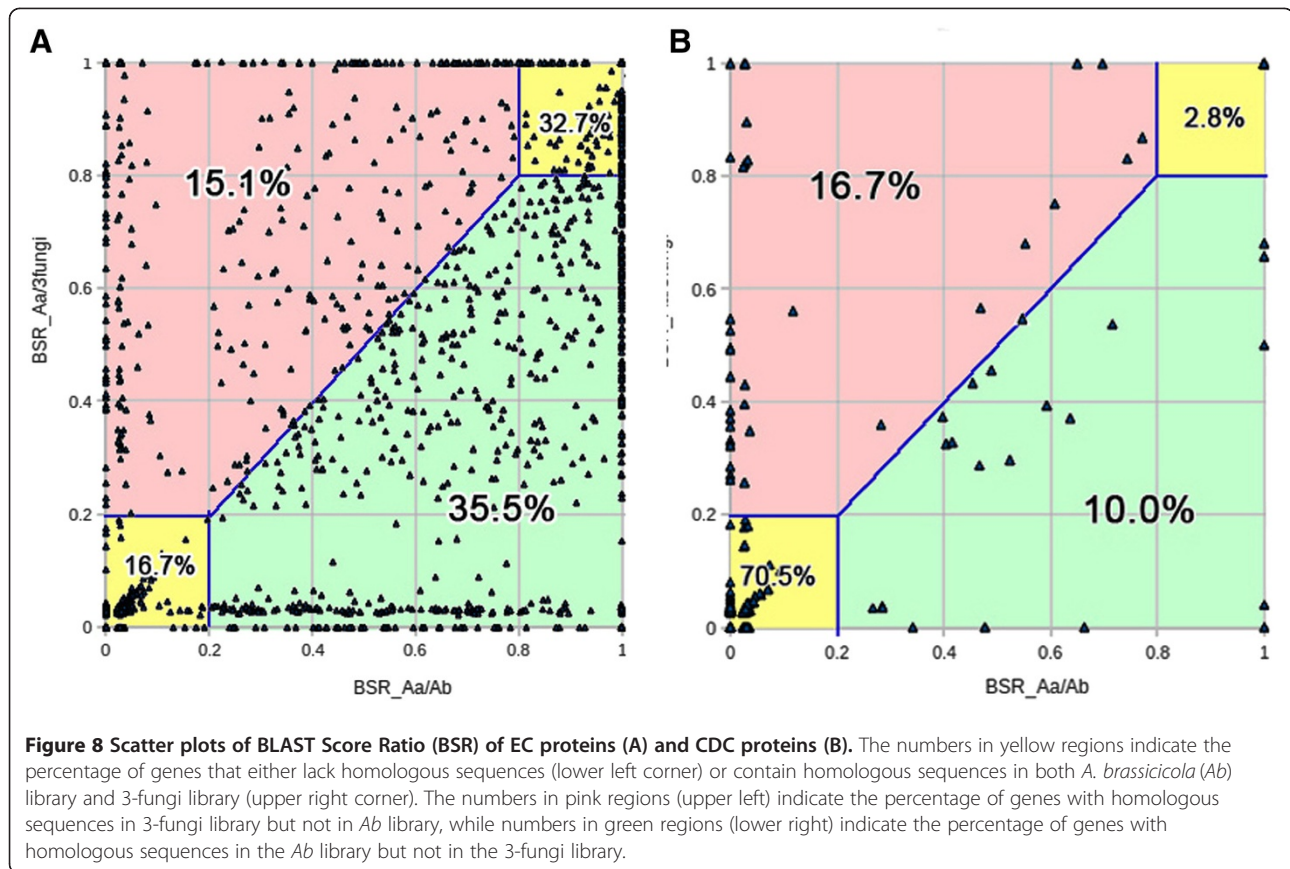 A
1
0.8
0.6
0.4
0.2
0
BSR_Aa/3fungi
15.1%
32.7%
35.5%
16.7%
0 0.2 0.4 0.6 0.8 1
BSR_Aa/Ab
B
1
0.8
0.6
0.4
0.2
0
16.7%
2.8%
10.0%
70.5%
0 0.2 0.4 0.6 0.8 1
BSR_Aa/Ab
Figure 8 Scatter plots of BLAST Score Ratio (BSR) of EC proteins (A) and CDC proteins (B). The numbers in yellow regions indicate the
percentage of genes that either lack homologous sequences (lower left corner) or contain homologous sequences in both A. brassicicola (Ab)
library and 3-fungi library (upper right corner). The numbers in pink regions (upper left) indicate the percentage of genes with homologous
sequences in 3-fungi library but not in Ab library, while numbers in green regions (lower right) indicate the percentage of genes with
homologous sequences in the Ab library but not in the 3-fungi library.